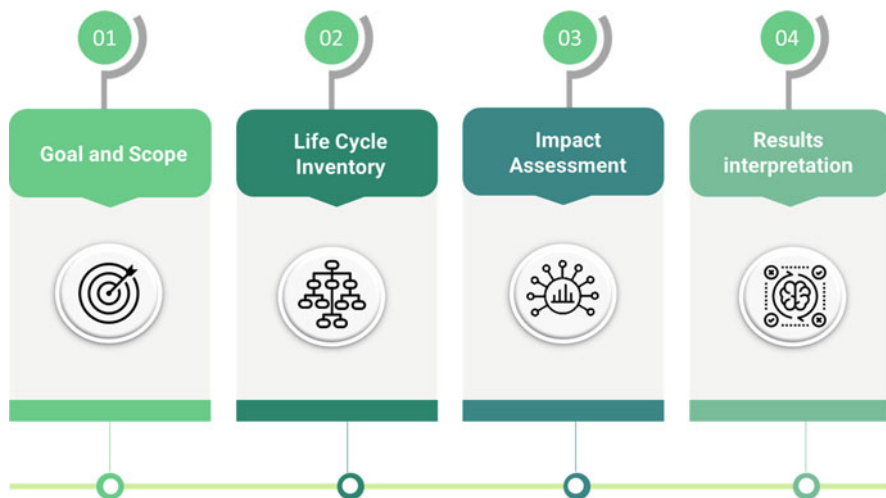 01
Goal and Scope
02
Life Cycle
Inventory
03
Impact
Assessment
04
Results
interpretation